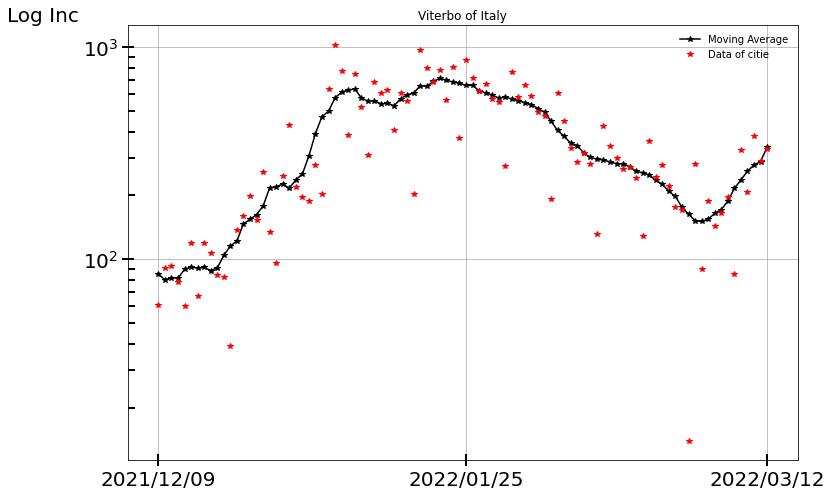 Log Inc
Viterbo of Italy
10³
Moving Average
Data of citie
10²
2021/12/09
2022/01/25
2022/03/12